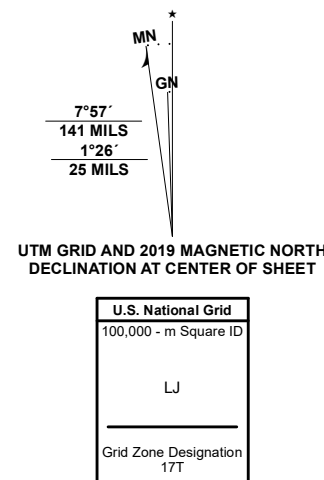 ★
MN
GN
7°57´
141 MILS
1°26´
25 MILS
UTM GRID AND 2019 MAGNETIC NORTH
DECLINATION AT CENTER OF SHEET
U.S. National Grid
100,000 - m Square ID
LJ
Grid Zone Designation
17T